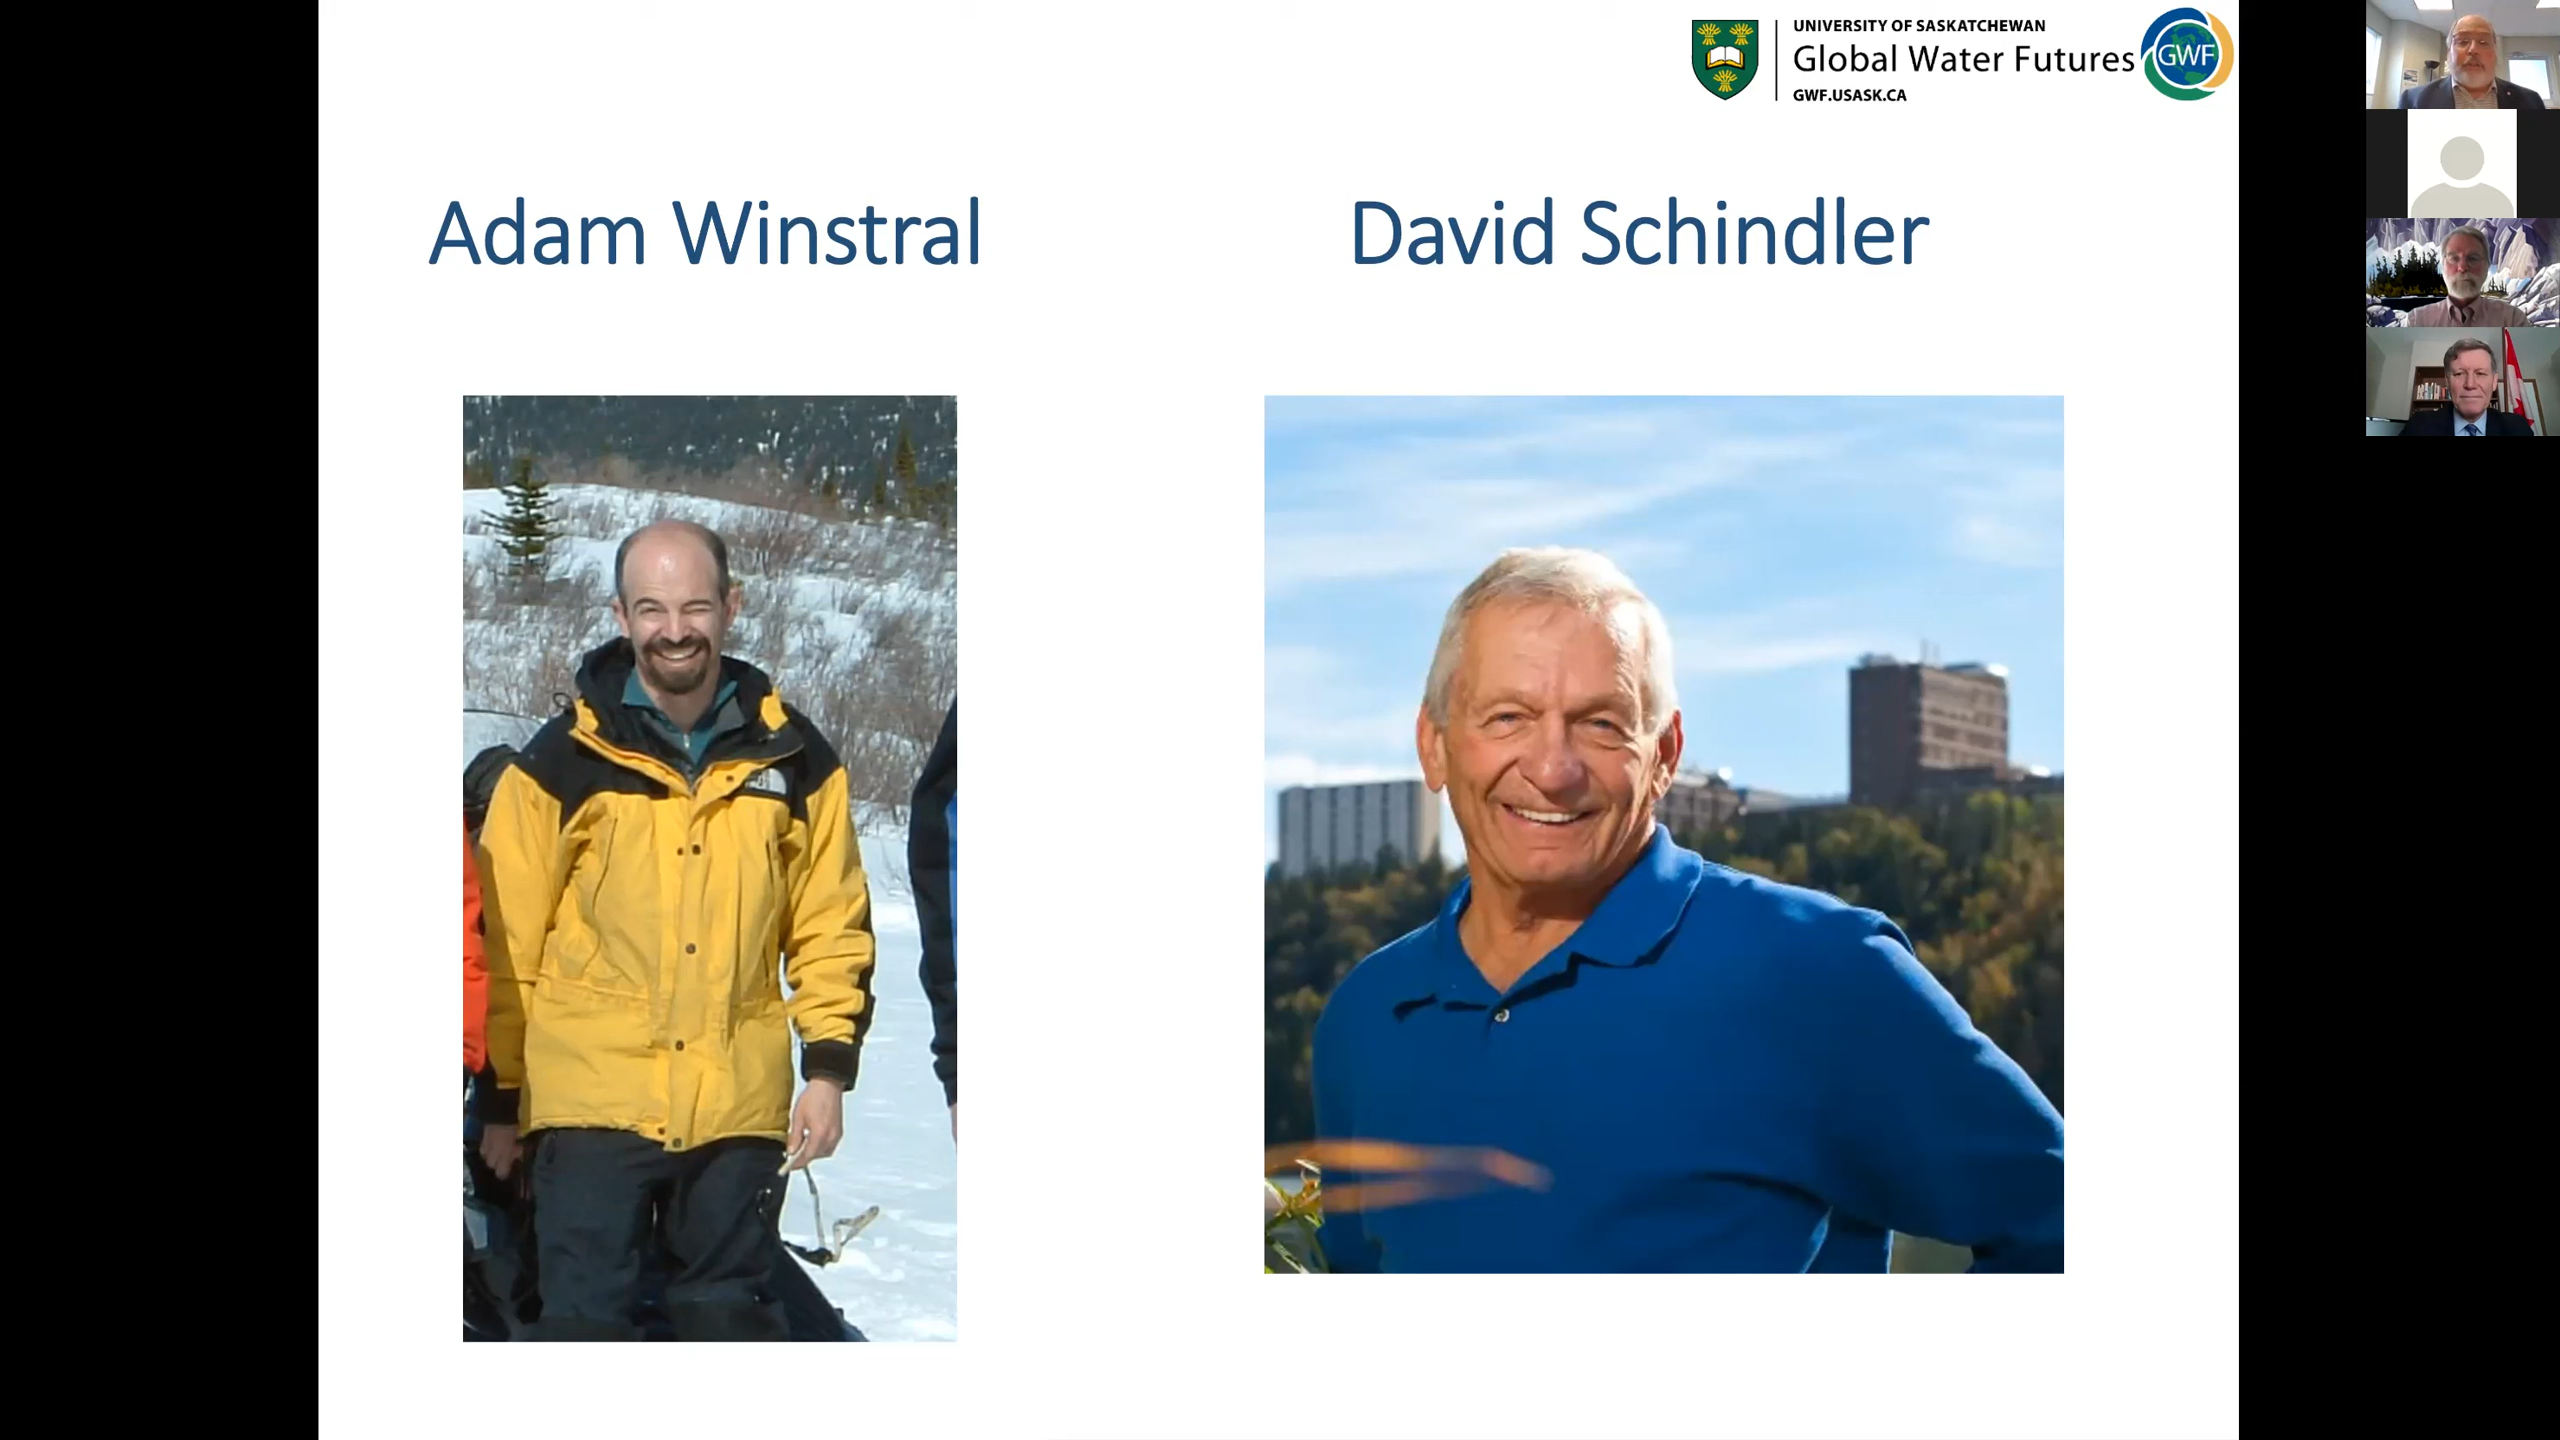 UNIVERSITY OF SASKATCHEWAN
Global Water Futures
GWF.USASK.CA
GWF
Adam Winstral
David Schindler